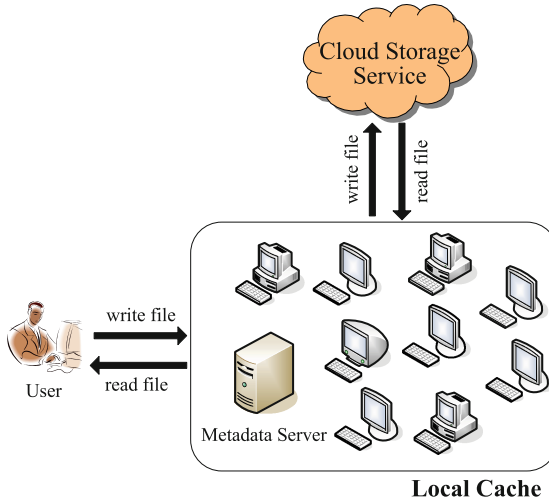 Cloud Storage
Service
write file
read file
write file
read file
User
Metadata Server
Local Cache